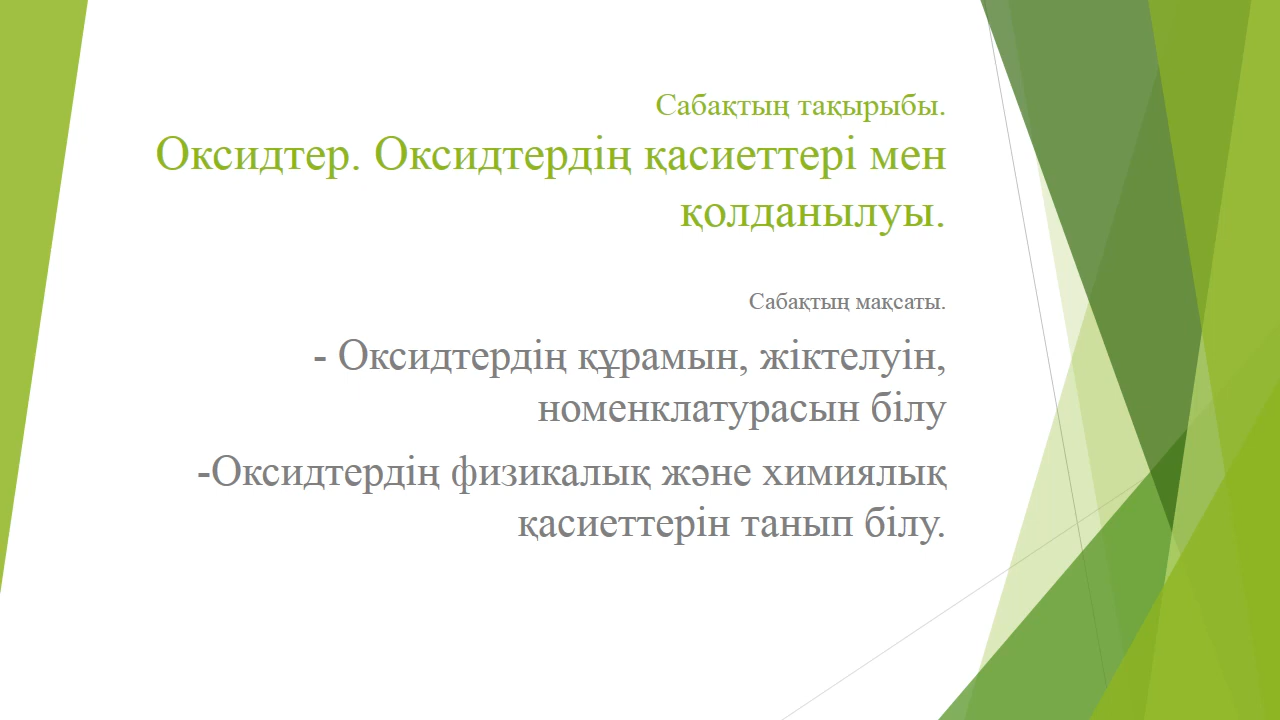 Сабақтың тақырыбы.
Оксидтер. Оксидтердің қасиеттері мен
қолданылуы.
Сабақтың мақсаты.
- Оксидтердің құрамын, жіктелуін,
номенклатурасын білу
-Оксидтердің физикалық және химиялық
қасиеттерін танып білу.